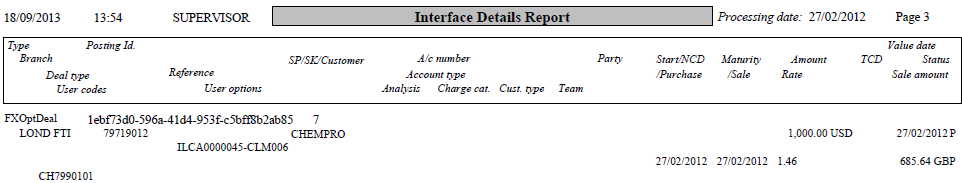 18/09/2013 13:54 SUPERVISOR Interface Details Report Processing date: 27/02/2012 Page 3
Type Posting Id. Value date
Branch SP/SK/Customer A/c number Party Start/NCD Maturity Amount TCD Status
Deal type Reference Account type /Purchase /Sale Rate Sale amount
User codes User options Analysis Charge cat. Cust. type Team
FXOptDeal 1ebf73d0-596a-41d4-953f-c5bff8b2ab85 7
LOND FTI 79719012 CHEMPRO 1,000.00 USD 27/02/2012 P
ILCA0000045-CLM006
27/02/2012 27/02/2012 1.46 685.64 GBP
CH7990101